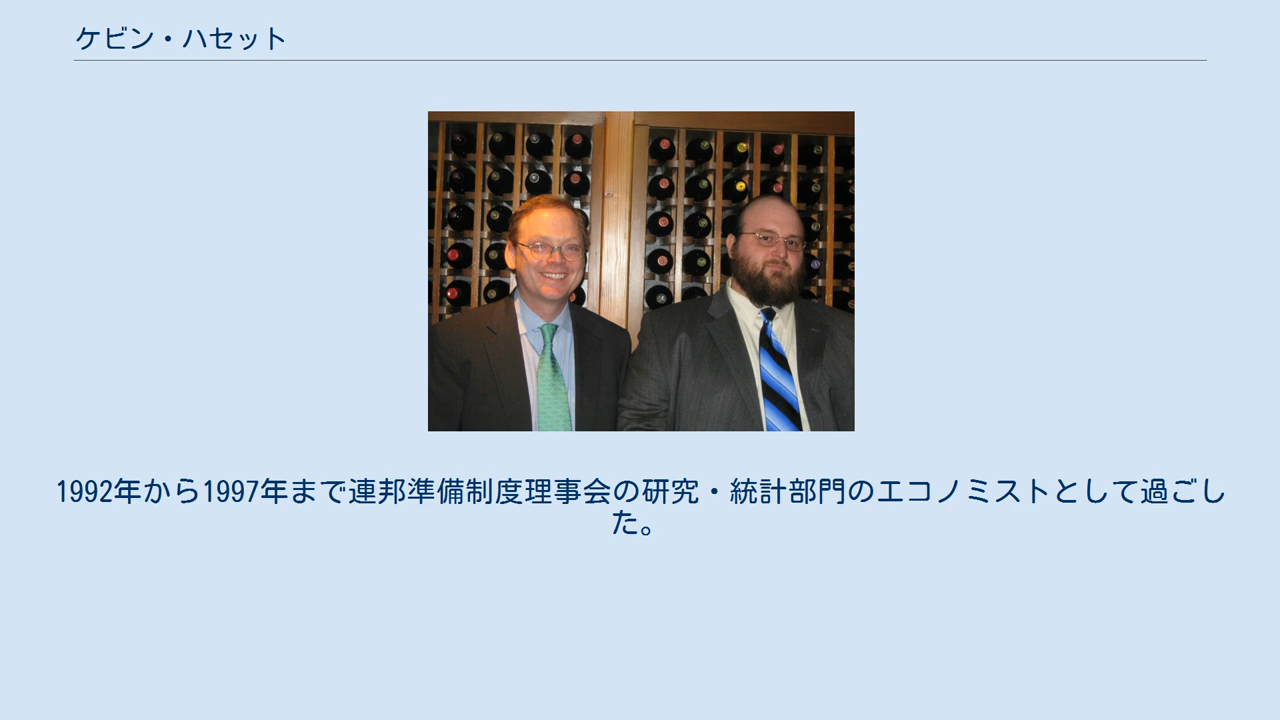 ケビン・ハセット
1992年から1997年まで連邦準備制度理事会の研究・統計部門のエコノミストとして過ごし
た。